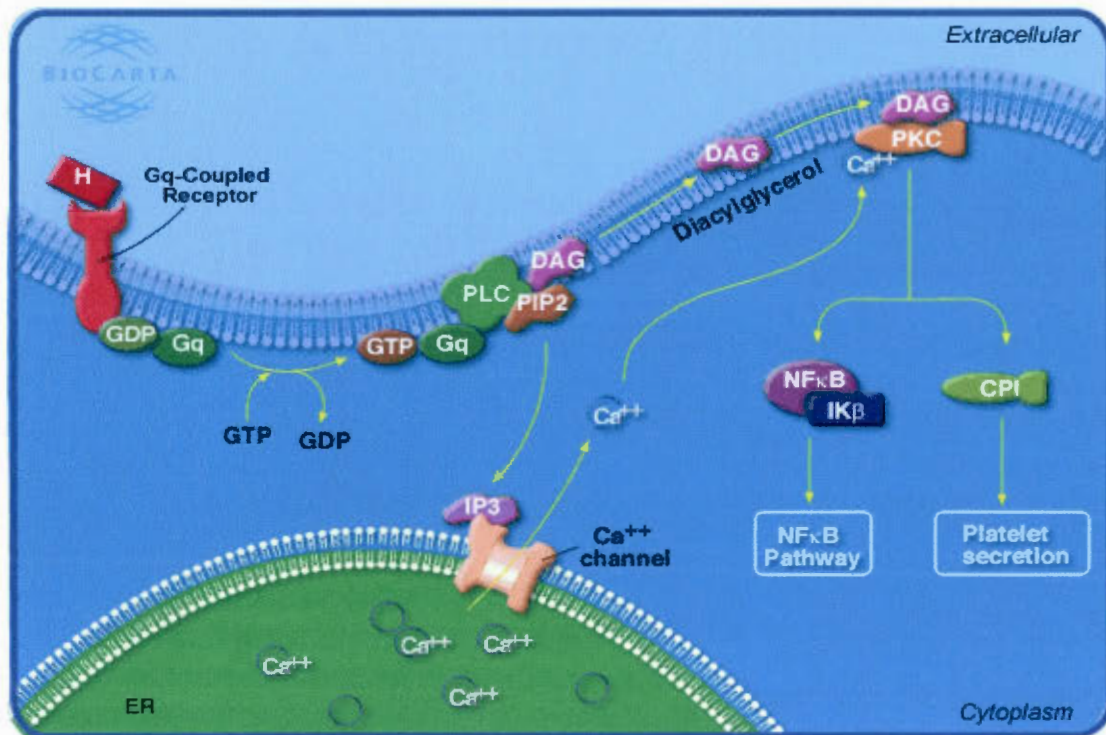 Extracellular
BIOCARTA
H
Gq-Coupled
Receptor
GDP
Gq
GTP
GDP
GTP
Gq
PLC
DAG
PIP2
DAG
Diacylglycerol
DAG
PKC
Ca++
Ca++
NFκB
IKβ
CPI
NFκB
Pathway
Platelet
secretion
IP3
Ca++
channel
Ca++
Ca++
Ca++
Ca++
ER
Cytoplasm